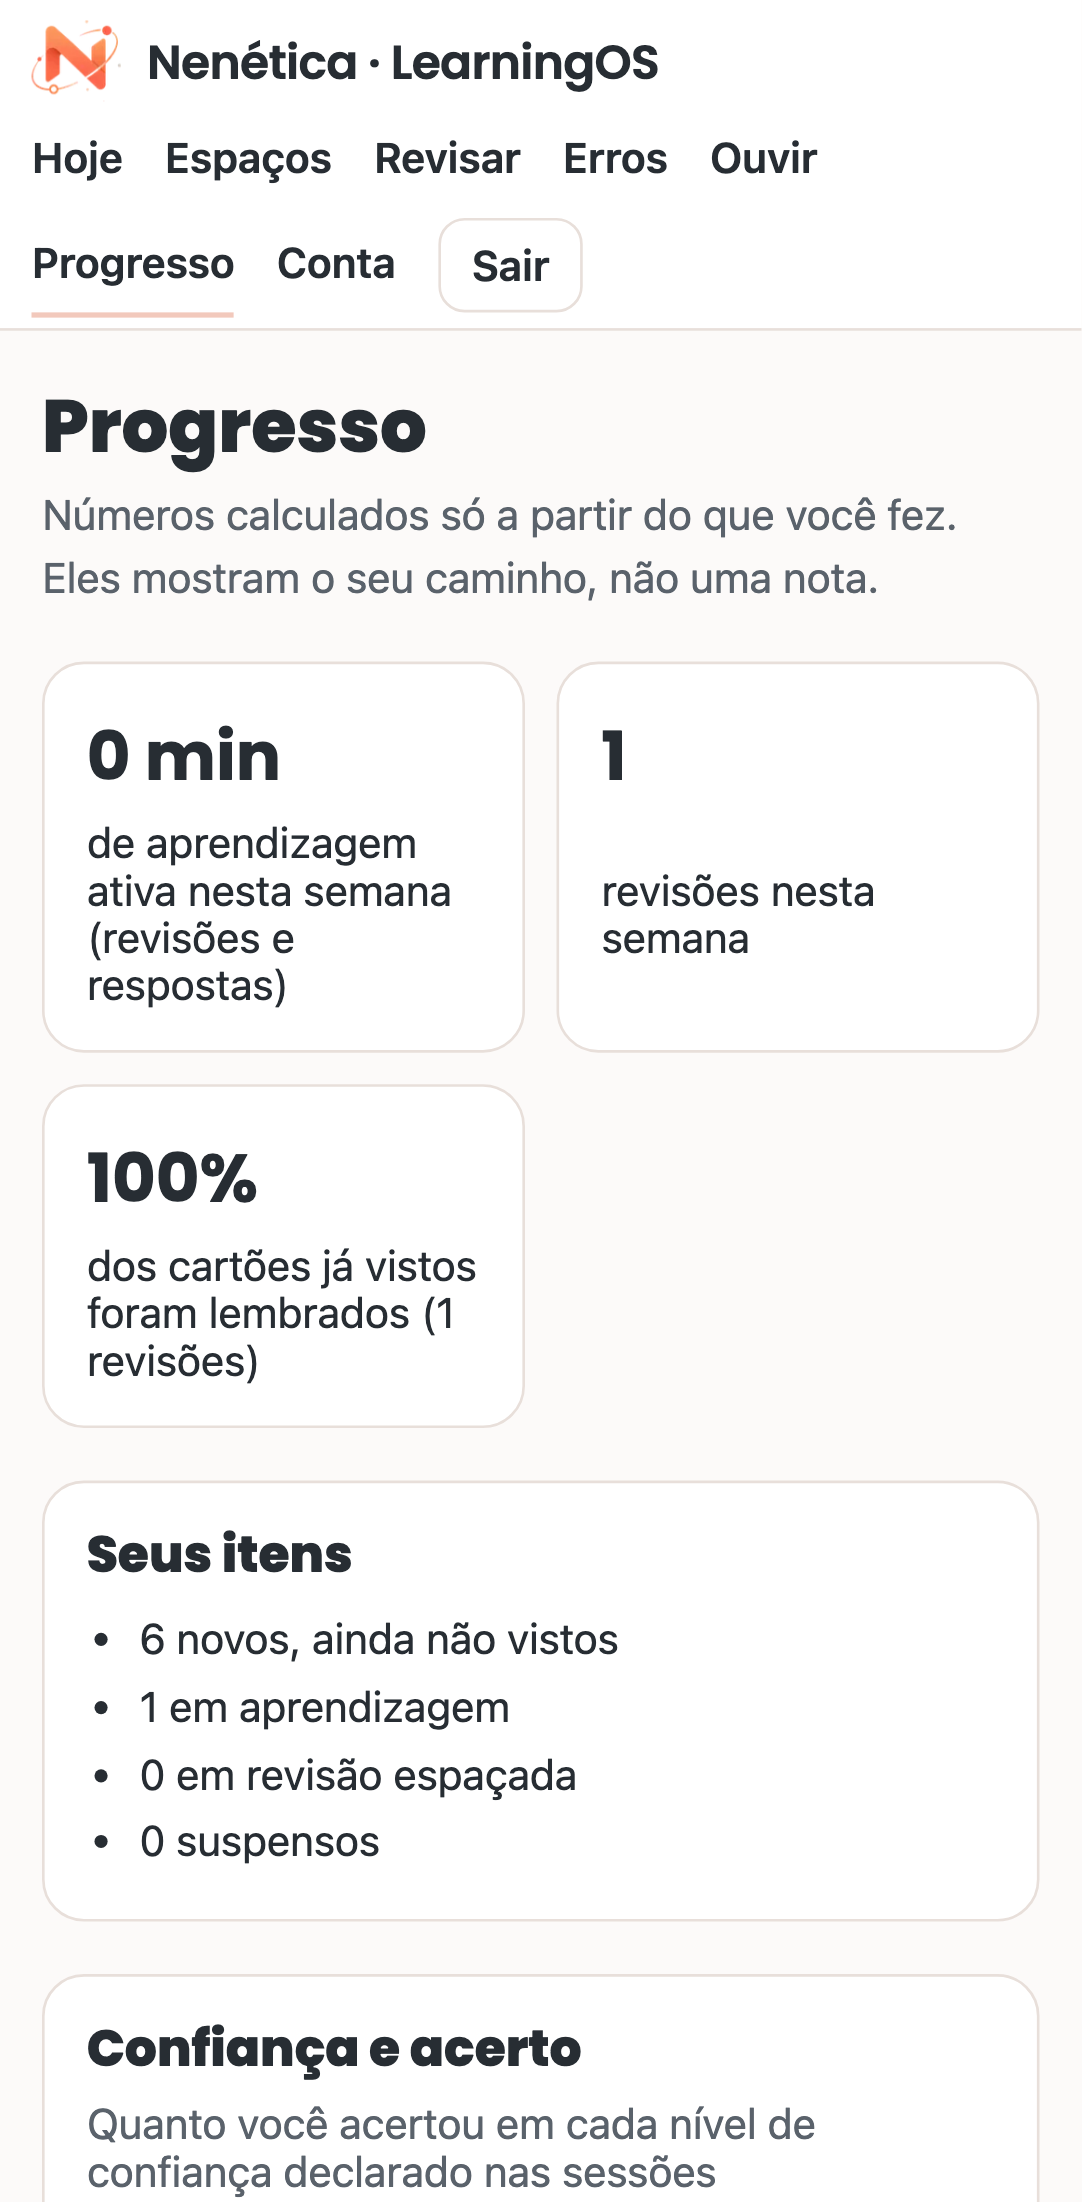 Nenética · LearningOS
Hoje Espaços Revisar Erros Ouvir
Progresso Conta Sair
Progresso
Números calculados só a partir do que você fez.
Eles mostram o seu caminho, não uma nota.
0 min
de aprendizagem
ativa nesta semana
(revisões e
respostas)
1
revisões nesta
semana
100%
dos cartões já vistos
foram lembrados (1
revisões)
Seus itens
• 6 novos, ainda não vistos
• 1 em aprendizagem
• 0 em revisão espaçada
• 0 suspensos
Confiança e acerto
Quanto você acertou em cada nível de
confiança declarado nas sessões